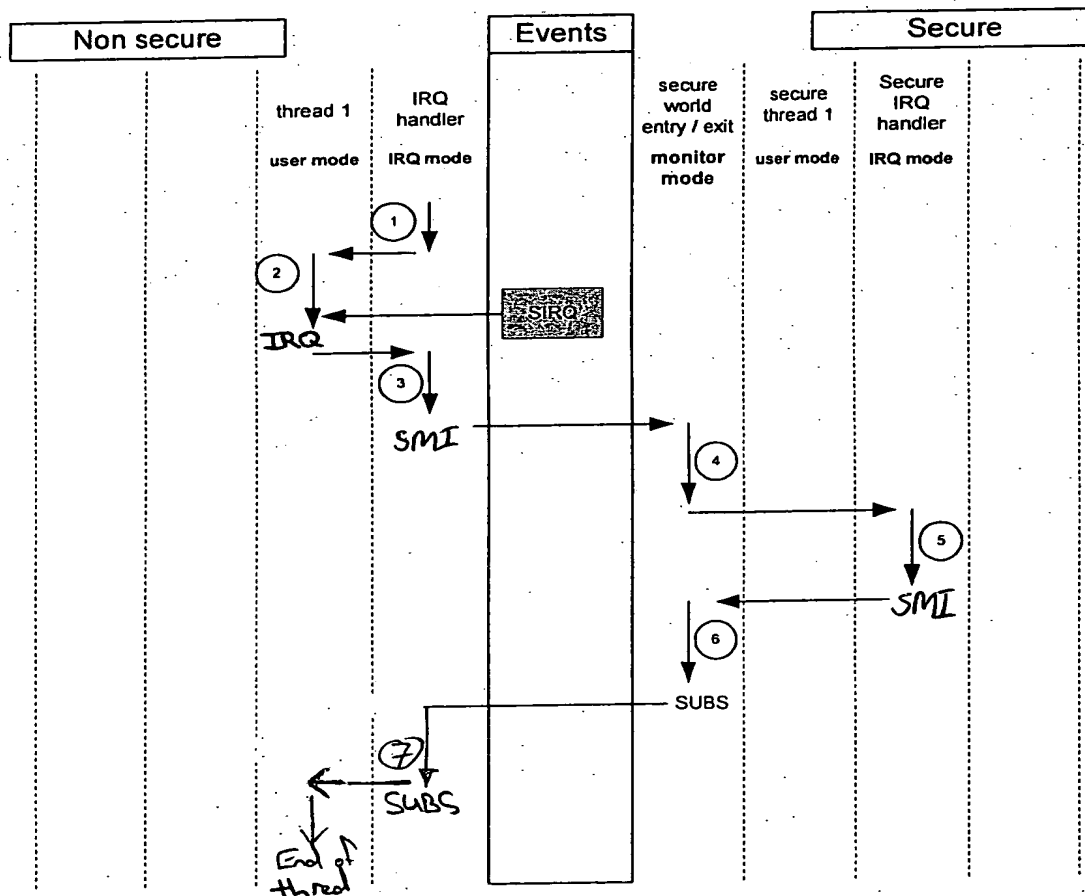 Non secure
Events
Secure
thread 1
user mode
IRQ
handler
IRQ mode
secure
world
entry / exit
monitor
mode
secure
thread 1
user mode
Secure
IRQ
handler
IRQ mode
1
2
SIRQ
IRQ
3
SMI
4
5
SMI
6
SUBS
7
SUBS
End of
thread